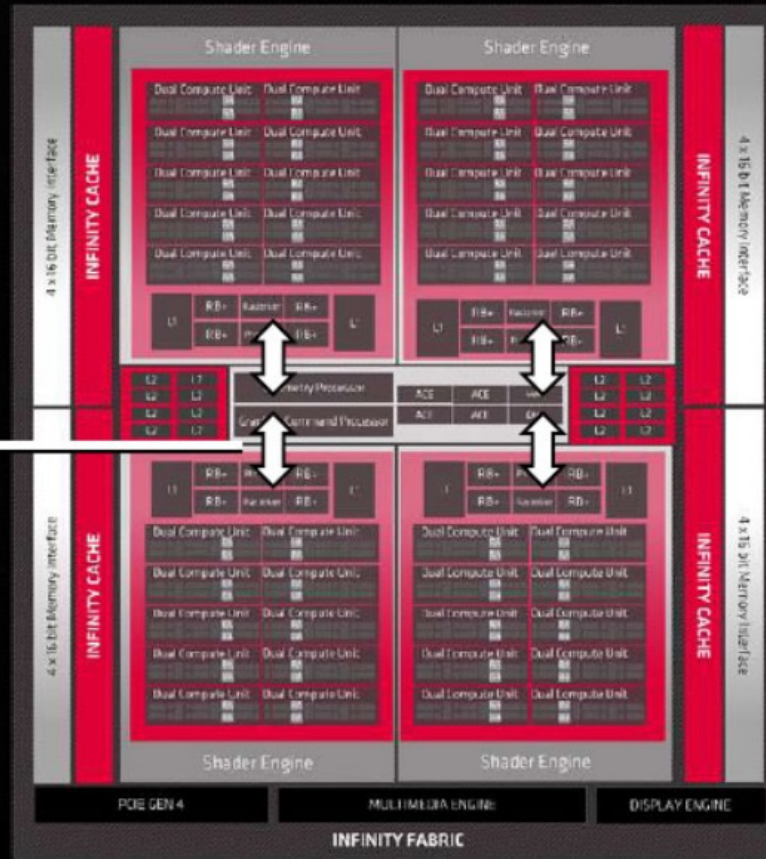 Shader Engine
Shader Engine
4 x 16 bit Memory Interface
INFINITY CACHE
INFINITY CACHE
4 x 16 bit Memory Interface
Dual Compute Unit Dual Compute Unit Dual Compute Unit Dual Compute Unit
Dual Compute Unit Dual Compute Unit Dual Compute Unit Dual Compute Unit
Dual Compute Unit Dual Compute Unit Dual Compute Unit Dual Compute Unit
Dual Compute Unit Dual Compute Unit Dual Compute Unit Dual Compute Unit
Dual Compute Unit Dual Compute Unit Dual Compute Unit Dual Compute Unit
L1 RB+ Rasterizer RB+ L1 L1 RB+ Rasterizer RB+ L1
RB+ RB+ RB+ RB+
L2 L2 Processor L2 L2
L2 L2 ACE ACE L2 L2
L2 L2 Command Processor ACE ACE L2 L2
L2 L2 L2 L2
L1 RB+ RB+ L1 L1 RB+ RB+ L1
RB+ Rasterizer RB+ RB+ Rasterizer RB+
4 x 16 bit Memory Interface
INFINITY CACHE
INFINITY CACHE
4 x 16 bit Memory Interface
Dual Compute Unit Dual Compute Unit Dual Compute Unit Dual Compute Unit
Dual Compute Unit Dual Compute Unit Dual Compute Unit Dual Compute Unit
Dual Compute Unit Dual Compute Unit Dual Compute Unit Dual Compute Unit
Dual Compute Unit Dual Compute Unit Dual Compute Unit Dual Compute Unit
Dual Compute Unit Dual Compute Unit Dual Compute Unit Dual Compute Unit
Shader Engine
Shader Engine
PCIE GEN 4
MULTIMEDIA ENGINE
DISPLAY ENGINE
INFINITY FABRIC